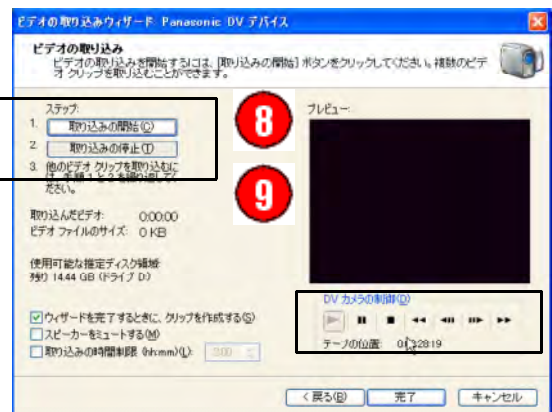 ビデオの取り込みウィザード Panasonic DV デバイス
ビデオの取り込み
ビデオの取り込みを開始するには、[取り込みの開始] ボタンをクリックしてください。複数のビデ
オ クリップを取り込むことができます。
ステップ:
1. 取り込みの開始(C)
2. 取り込みの停止(T)
3. 他のビデオ クリップを取り込むに
は、手順 1 と 2 を繰り返してく
ださい。
8
9
プレビュー
取り込んだビデオ: 0:00:00
ビデオ ファイルのサイズ: 0 KB
使用可能な推定ディスク領域:
残り 14.44 GB (ドライブ D)
ウィザードを完了するときに、クリップを作成する(S)
スピーカーをミュートする(M)
取り込みの時間制限 (hh:mm)(L):
DV カメラの制御(D)
テープの位置:
< 戻る(B)
完了
キャンセル